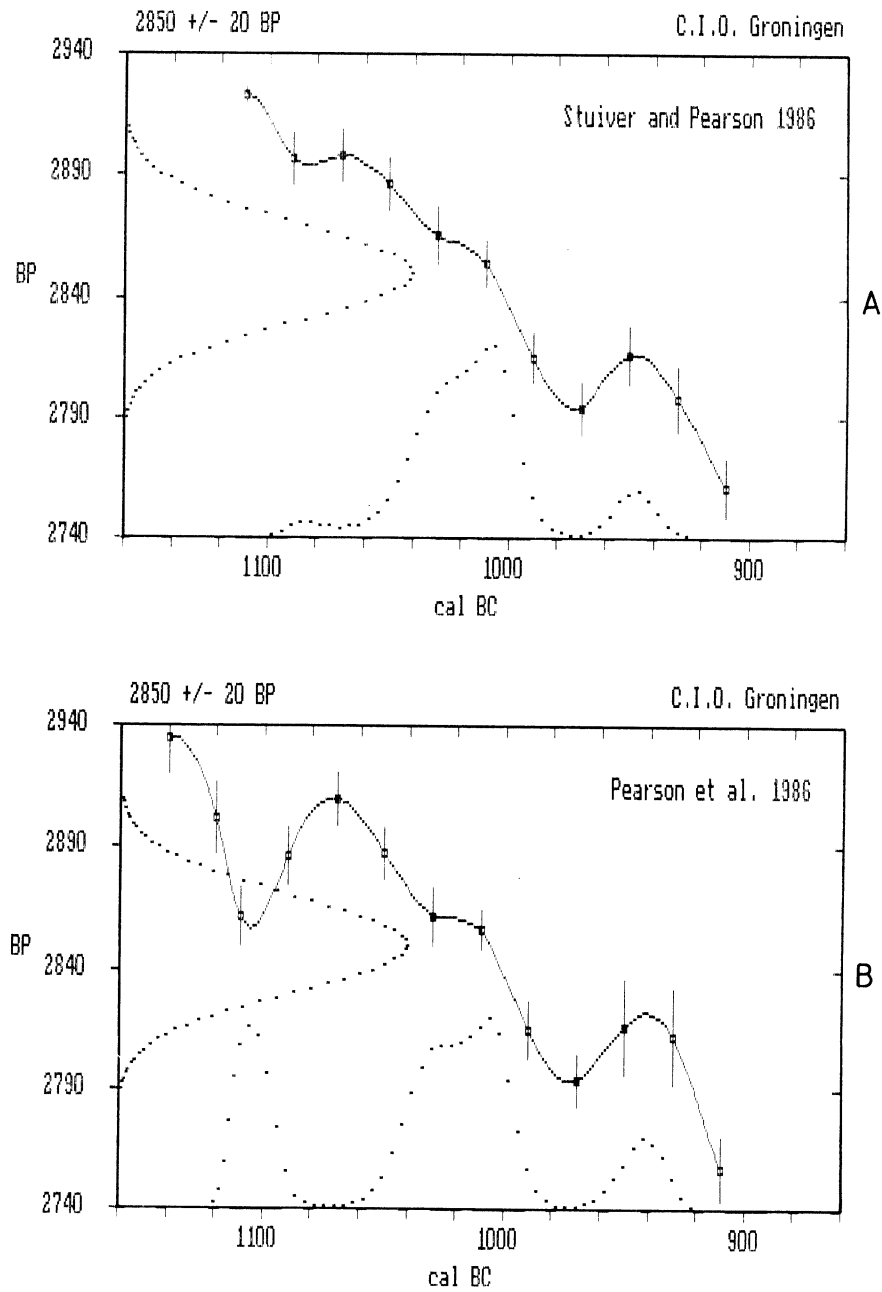 2850 +/- 20 BP C.I.O. Groningen
2940
Stuiver and Pearson 1986
2890
BP
2840
A
2790
2740
1100 1000 900
cal BC
2850 +/- 20 BP C.I.O. Groningen
2940
Pearson et al. 1986
2890
BP
2840
B
2790
2740
1100 1000 900
cal BC